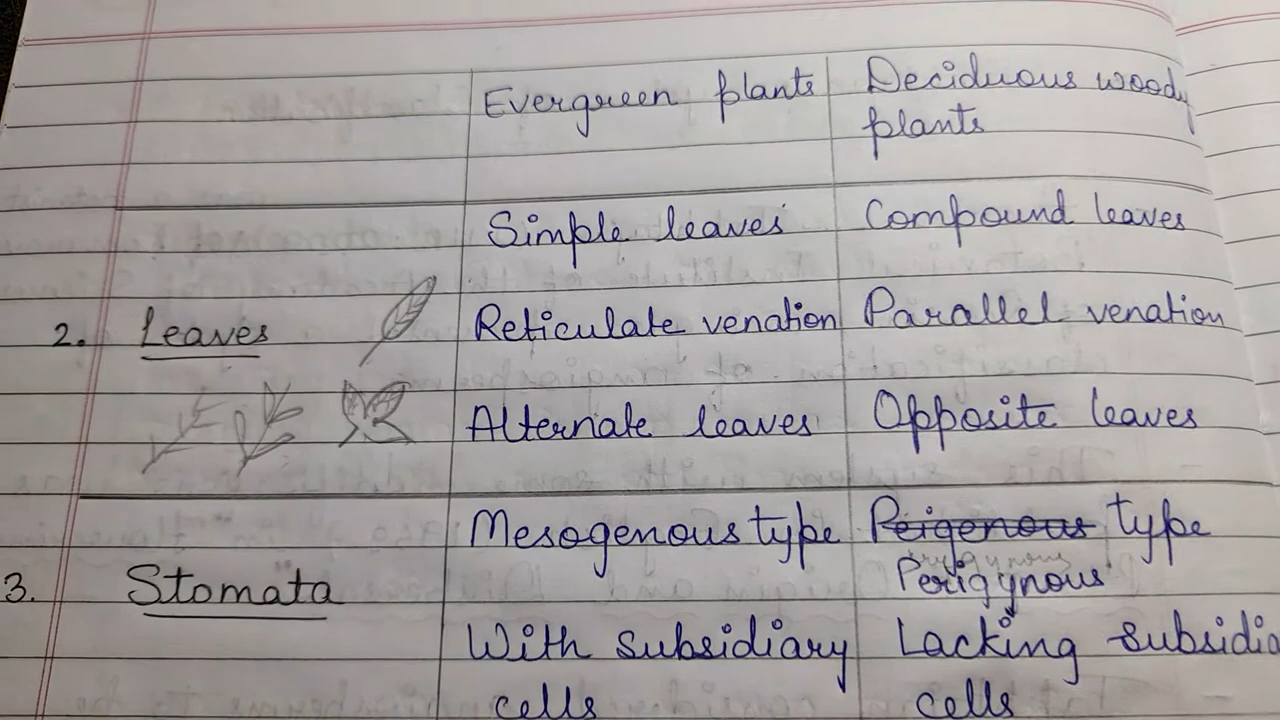 Evergreen plants Deciduous woody
plants
Simple leaves Compound leaves
2. Leaves Reticulate venation Parallel venation
Alternate leaves Opposite leaves
Mesogenous type Peigenous type
Perigynous
3. Stomata Perigynous
With subsidiary Lacking subsidia
cells cells